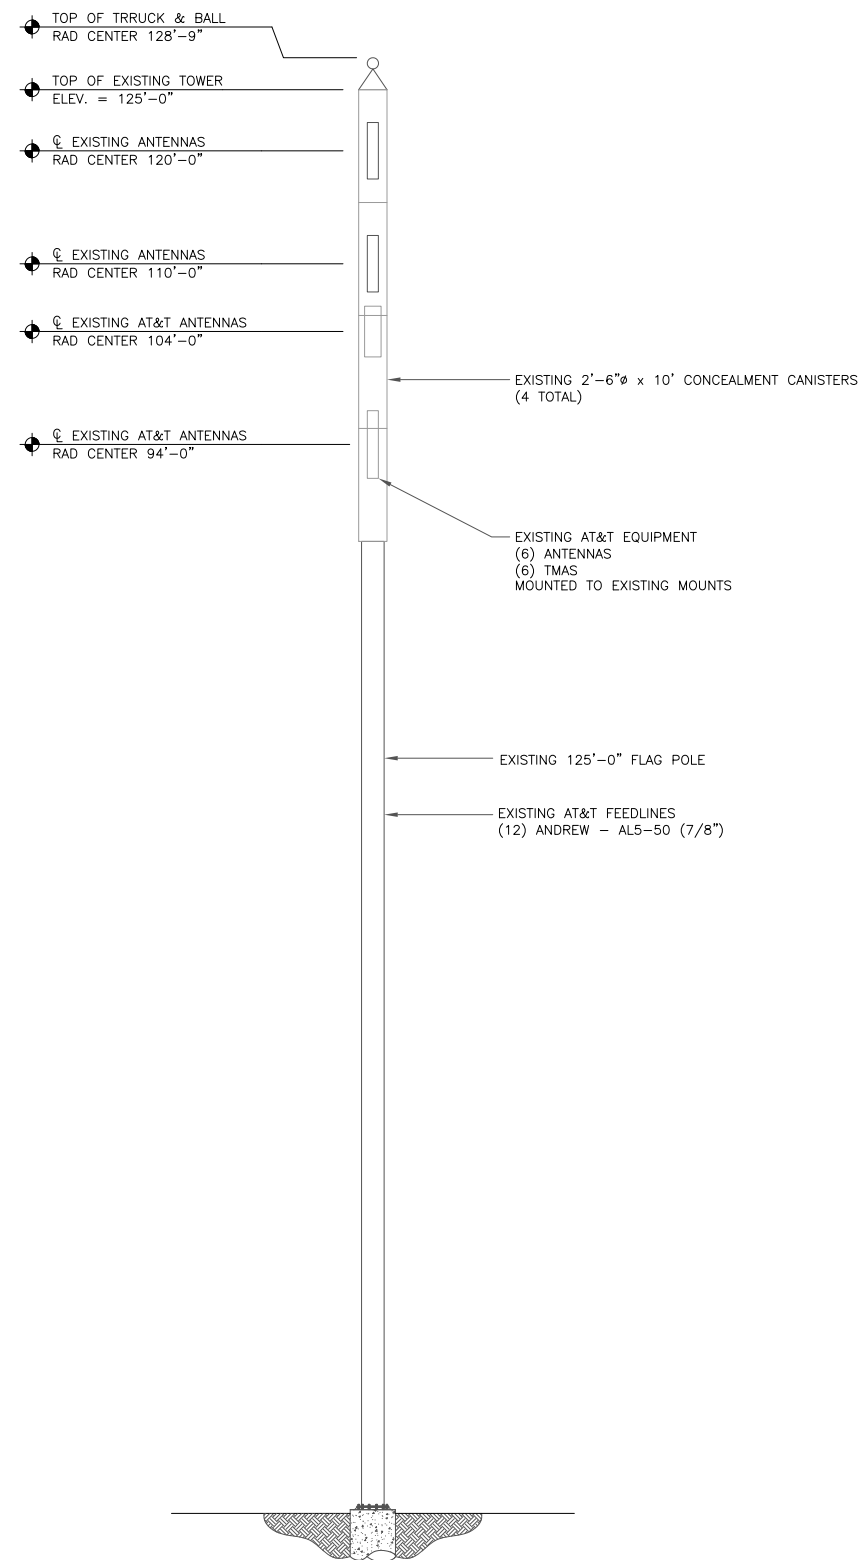 TOP OF TRRUCK & BALL
RAD CENTER 128'-9"
TOP OF EXISTING TOWER
ELEV. = 125'-0"
℄ EXISTING ANTENNAS
RAD CENTER 120'-0"
℄ EXISTING ANTENNAS
RAD CENTER 110'-0"
℄ EXISTING AT&T ANTENNAS
RAD CENTER 104'-0"
EXISTING 2'-6"ø x 10' CONCEALMENT CANISTERS
(4 TOTAL)
℄ EXISTING AT&T ANTENNAS
RAD CENTER 94'-0"
EXISTING AT&T EQUIPMENT
(6) ANTENNAS
(6) TMAS
MOUNTED TO EXISTING MOUNTS
EXISTING 125'-0" FLAG POLE
EXISTING AT&T FEEDLINES
(12) ANDREW - AL5-50 (7/8")